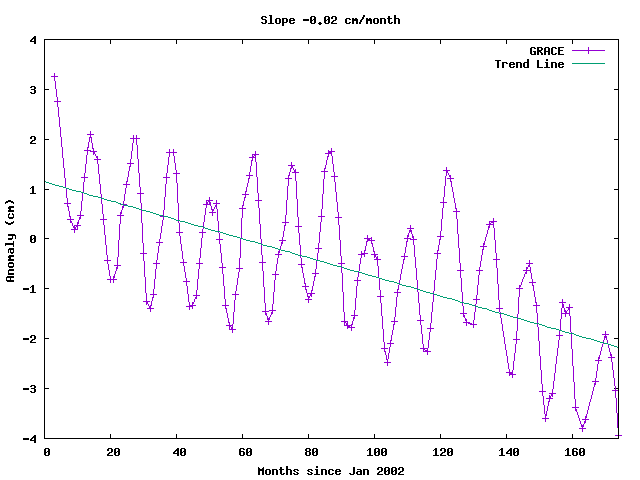 Slope -0.02 cm/month
GRACE
Trend Line
4
3
2
1
0
-1
-2
-3
-4
Anomaly (cm)
0 20 40 60 80 100 120 140 160
Months since Jan 2002